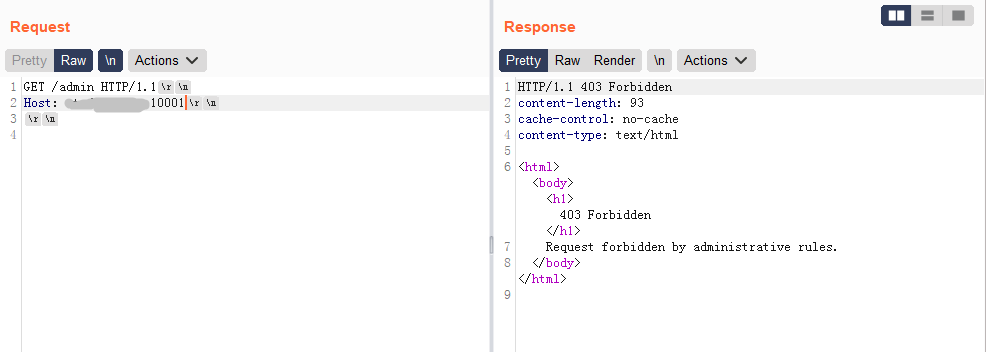 Request
Pretty Raw \n Actions
1 GET /admin HTTP/1.1 \r \n
2 Host: 10001 \r \n
3 \r \n
4
Response
Pretty Raw Render \n Actions
1 HTTP/1.1 403 Forbidden
2 content-length: 93
3 cache-control: no-cache
4 content-type: text/html
5
6 <html>
<body>
<h1>
403 Forbidden
</h1>
7 Request forbidden by administrative rules.
8 </body>
</html>
9